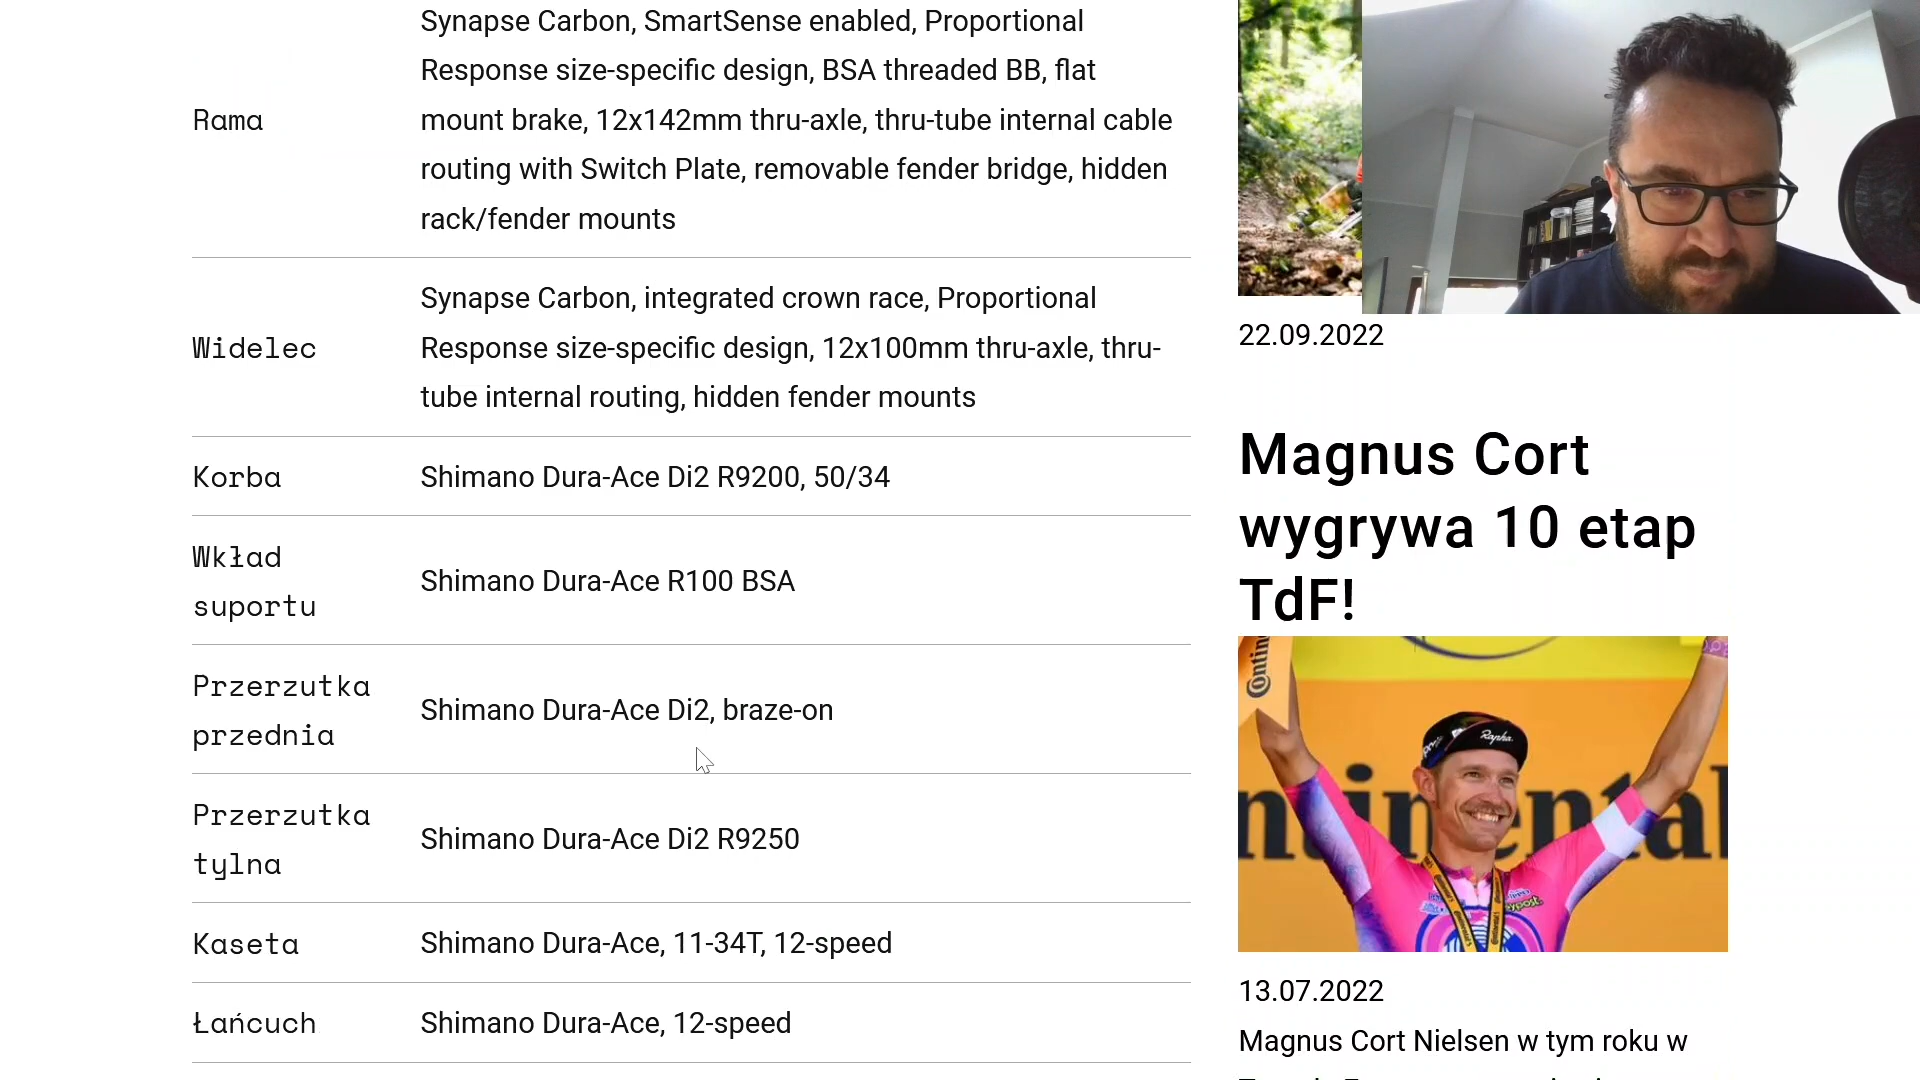 Rama
Synapse Carbon, SmartSense enabled, Proportional
Response size-specific design, BSA threaded BB, flat
mount brake, 12x142mm thru-axle, thru-tube internal cable
routing with Switch Plate, removable fender bridge, hidden
rack/fender mounts
Widelec
Synapse Carbon, integrated crown race, Proportional
Response size-specific design, 12x100mm thru-axle, thru-
tube internal routing, hidden fender mounts
Korba
Shimano Dura-Ace Di2 R9200, 50/34
Wkład
suportu
Shimano Dura-Ace R100 BSA
Przerzutka
przednia
Shimano Dura-Ace Di2, braze-on
Przerzutka
tylna
Shimano Dura-Ace Di2 R9250
Kaseta
Shimano Dura-Ace, 11-34T, 12-speed
Łańcuch
Shimano Dura-Ace, 12-speed
22.09.2022
Magnus Cort
wygrywa 10 etap
TdF!
Contin
Rapha.
ntinental
13.07.2022
Magnus Cort Nielsen w tym roku w